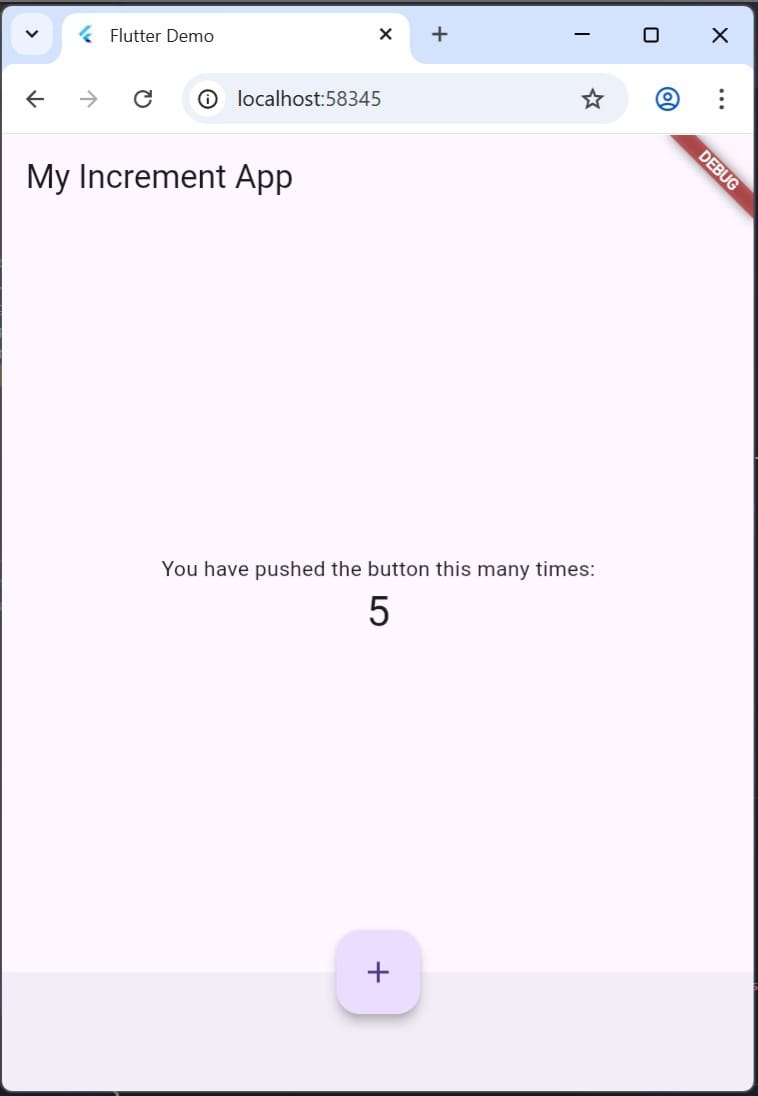 Flutter Demo
localhost:58345
My Increment App
DEBUG
You have pushed the button this many times:
5